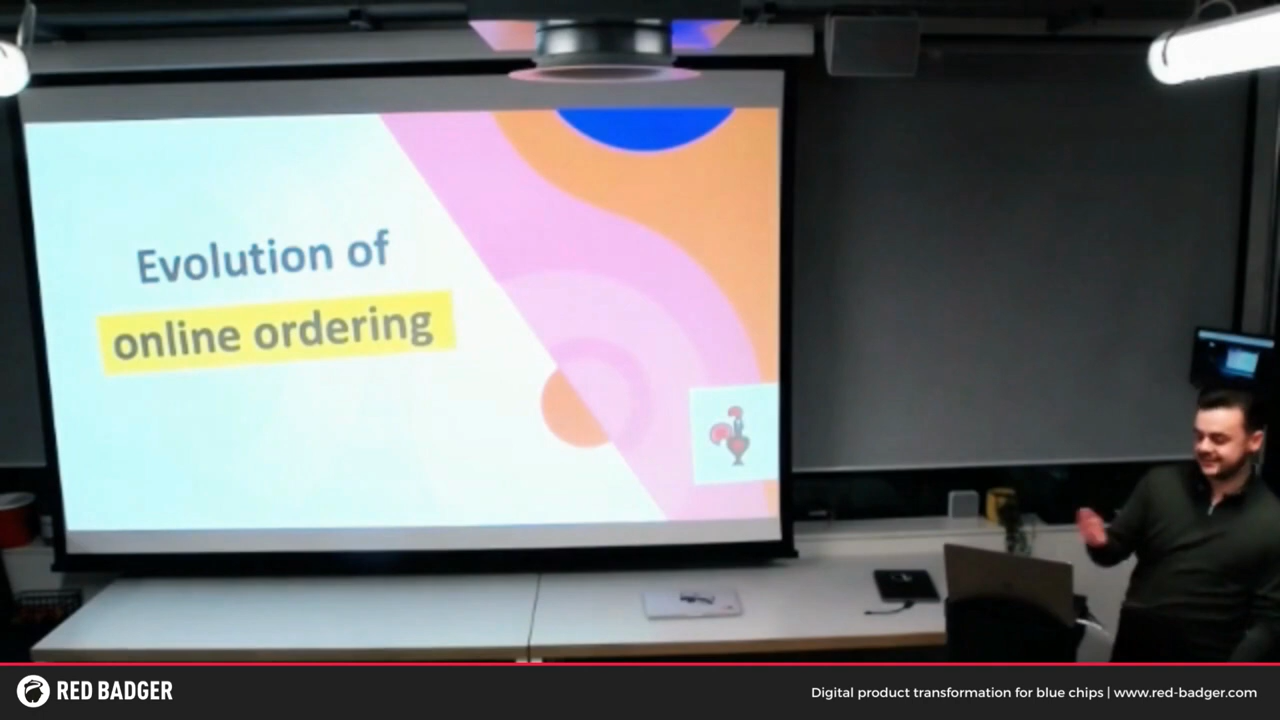 Evolution of
online ordering
RED BADGER
Digital product transformation for blue chips | www.red-badger.com